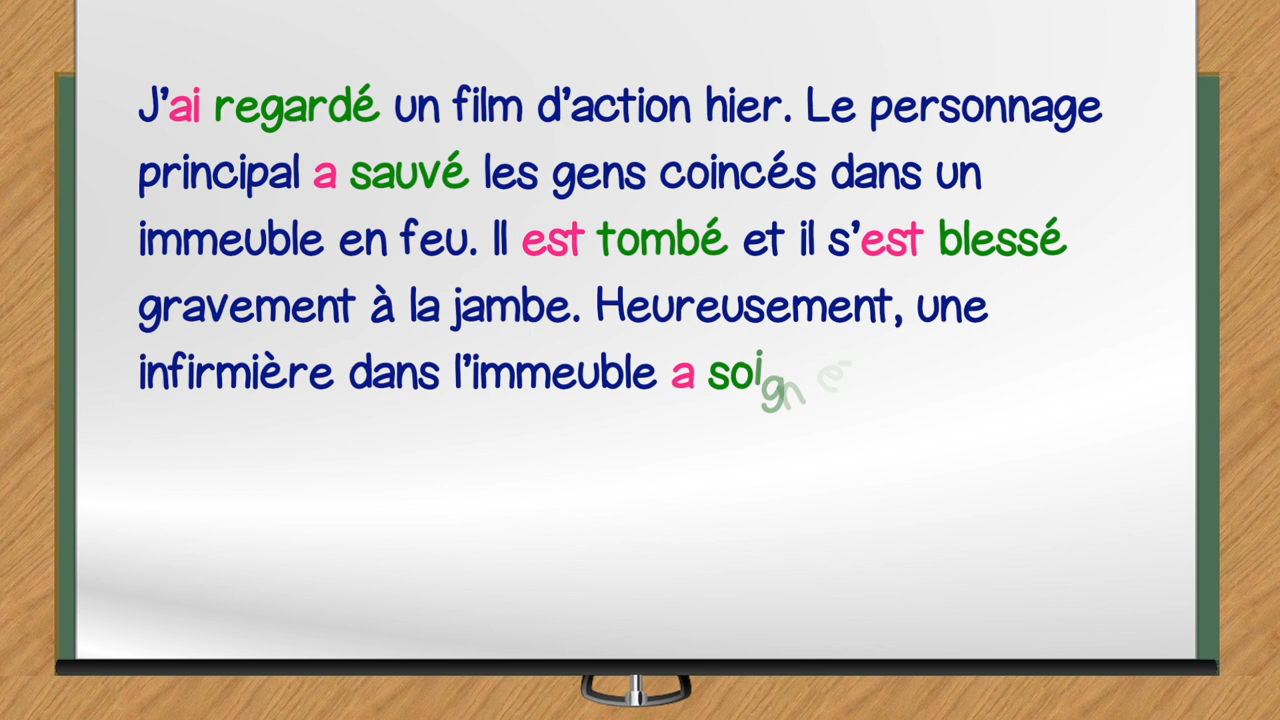 J'ai regardé un film d'action hier. Le personnage
principal a sauvé les gens coincés dans un
immeuble en feu. Il est tombé et il s'est blessé
gravement à la jambe. Heureusement, une
infirmière dans l'immeuble a soigné